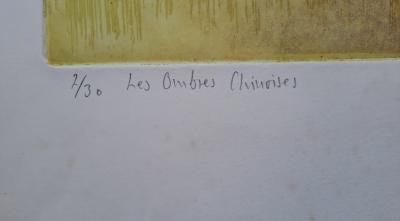 2/30 Les Ombres Chinoises